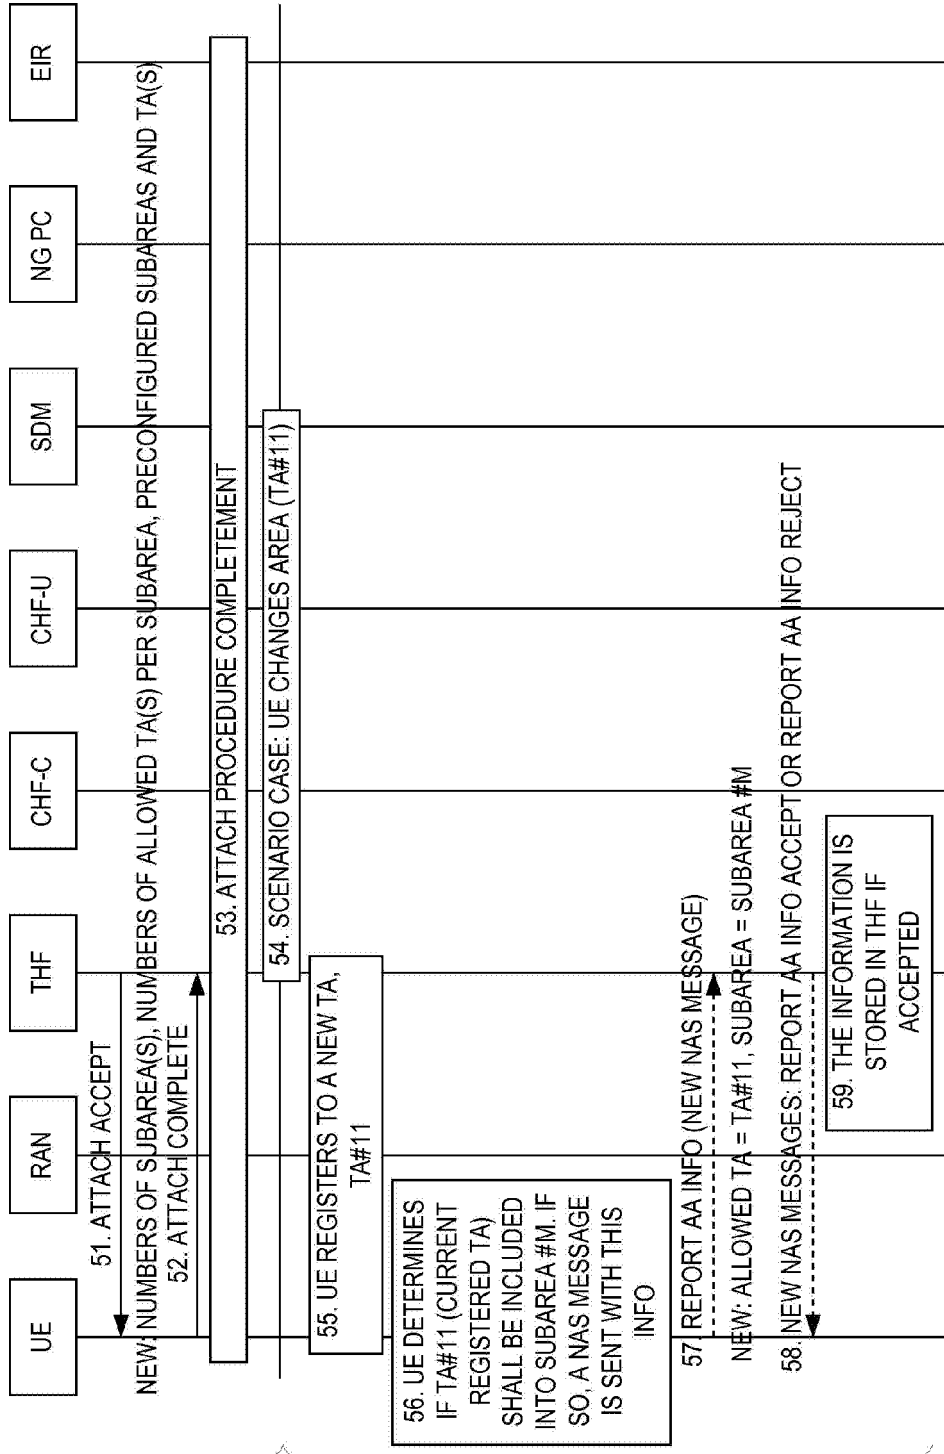 UE
RAN
THF
CHF-C
CHF-U
SDM
NG PC
EIR
51. ATTACH ACCEPT
NEW: NUMBERS OF SUBAREA(S), NUMBERS OF ALLOWED TA(S) PER SUBAREA, PRECONFIGURED SUBAREAS AND TA(S)
52. ATTACH COMPLETE
53. ATTACH PROCEDURE COMPLETEMENT
54. SCENARIO CASE: UE CHANGES AREA (TA#11)
55. UE REGISTERS TO A NEW TA,
TA#11
56. UE DETERMINES
IF TA#11 (CURRENT
REGISTERED TA)
SHALL BE INCLUDED
INTO SUBAREA #M. IF
SO, A NAS MESSAGE
IS SENT WITH THIS
INFO
57. REPORT AA INFO (NEW NAS MESSAGE)
NEW: ALLOWED TA = TA#11, SUBAREA = SUBAREA #M
58. NEW NAS MESSAGES: REPORT AA INFO ACCEPT OR REPORT AA INFO REJECT
59. THE INFORMATION IS
STORED IN THF IF
ACCEPTED